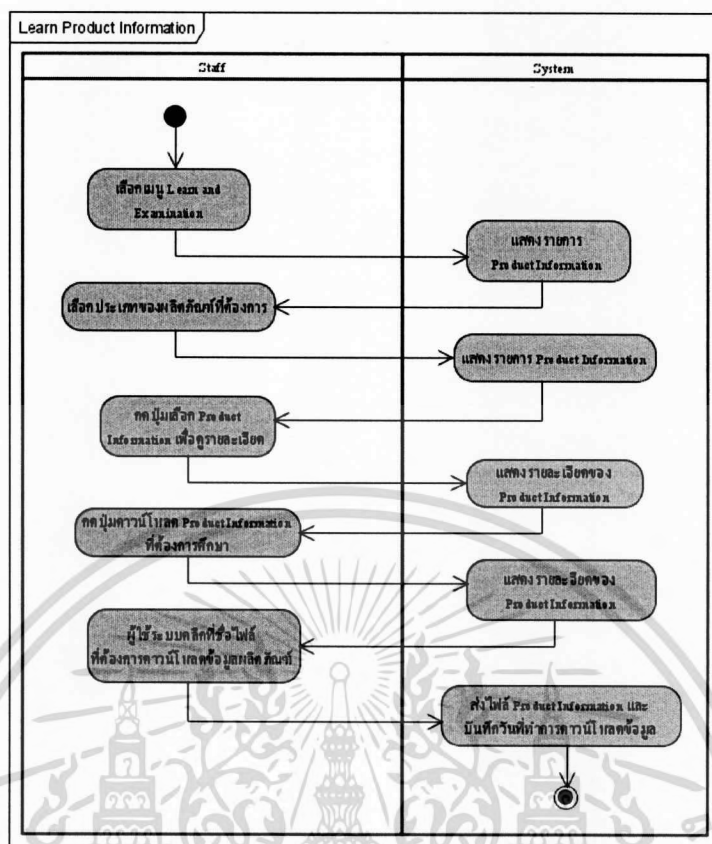 Learn Product Information
Staff
System
เลือกเมนู Learn and
Examination
แสดงรายการ
Product Information
เลือกประเภทของผลิตภัณฑ์ที่ต้องการ
แสดงรายการ Product Information
กดปุ่มเลือก Product
Information เพื่อดูรายละเอียด
แสดงรายละเอียดของ
Product Information
กดปุ่มดาวน์โหลด Product Information
ที่ต้องการศึกษา
แสดงรายละเอียดของ
Product Information
ผู้ใช้ระบบคลิกที่ชื่อไฟล์
ที่ต้องการดาวน์โหลดข้อมูลผลิตภัณฑ์
ส่งไฟล์ Product Information และ
บันทึกวันที่ทำการดาวน์โหลดข้อมูล